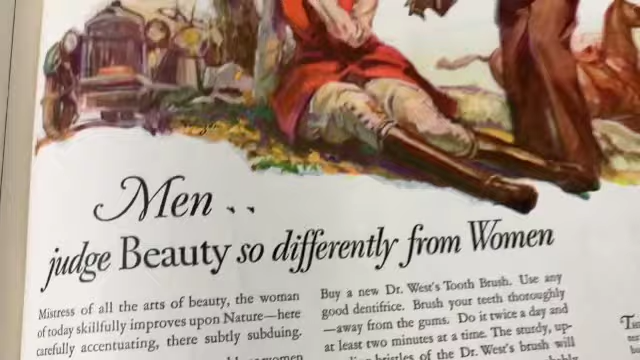 Men . .
judge Beauty so differently from Women
Mistress of all the arts of beauty, the woman
of today skillfully improves upon Nature—here
carefully accentuating, there subtly subduing.
women
Buy a new Dr. West's Tooth Brush. Use any
good dentifrice. Brush your teeth thoroughly
—away from the gums. Do it twice a day and
at least two minutes at a time. The sturdy, up-
bristles of the Dr. West's brush will